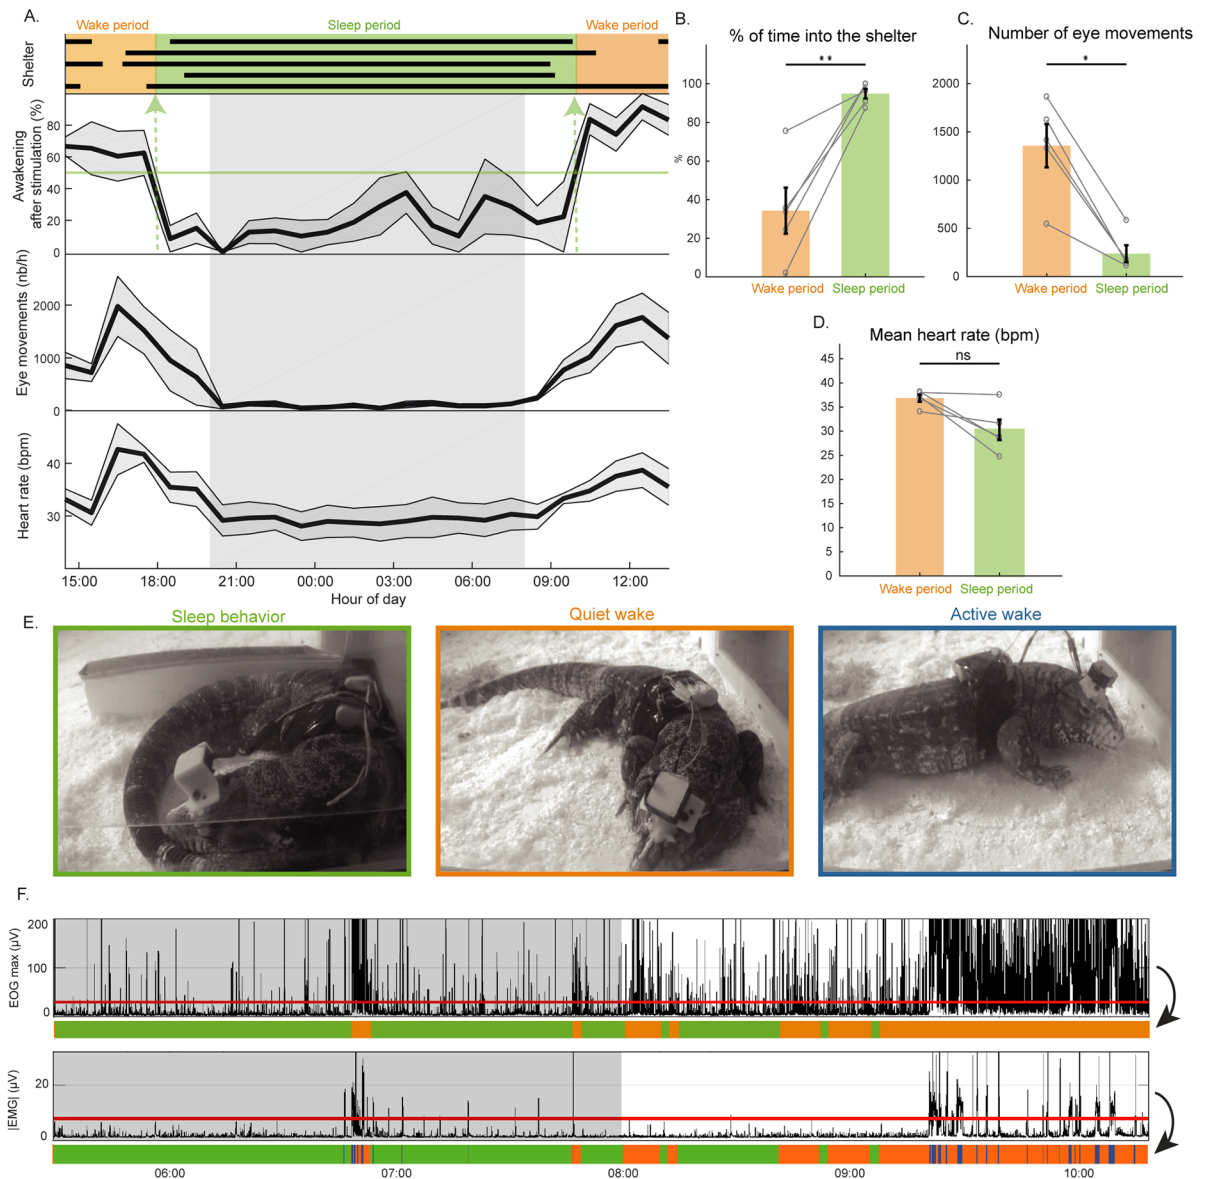 A.
Wake period
Sleep period
Wake period
Shelter
Awakening
after stimulation (%)
80
60
40
20
0
Eye movements (nb/h)
2000
1000
0
Heart rate (bpm)
40
30
15:00
18:00
21:00
00:00
03:00
06:00
09:00
12:00
Hour of day
B.
% of time into the shelter
**
100
80
60
40
20
0
%
Wake period
Sleep period
C.
Number of eye movements
*
2000
1500
1000
500
0
Wake period
Sleep period
D.
Mean heart rate (bpm)
ns
45
40
35
30
25
20
15
10
5
0
Wake period
Sleep period
E.
Sleep behavior
Quiet wake
Active wake
F.
EOG max (µV)
200
100
0
|EMG| (µV)
20
0
06:00
07:00
08:00
09:00
10:00